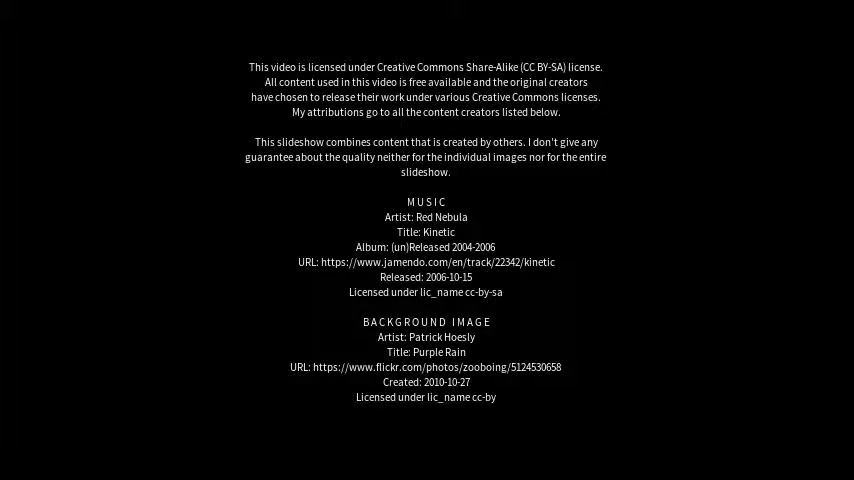 This video is licensed under Creative Commons Share-Alike (CC BY-SA) license.
All content used in this video is free available and the original creators
have chosen to release their work under various Creative Commons licenses.
My attributions go to all the content creators listed below.
This slideshow combines content that is created by others. I don't give any
guarantee about the quality neither for the individual images nor for the entire
slideshow.
M U S I C
Artist: Red Nebula
Title: Kinetic
Album: (un)Released 2004-2006
URL: https://www.jamendo.com/en/track/22342/kinetic
Released: 2006-10-15
Licensed under lic_name cc-by-sa
B A C K G R O U N D   I M A G E
Artist: Patrick Hoesly
Title: Purple Rain
URL: https://www.flickr.com/photos/zooboing/5124530658
Created: 2010-10-27
Licensed under lic_name cc-by